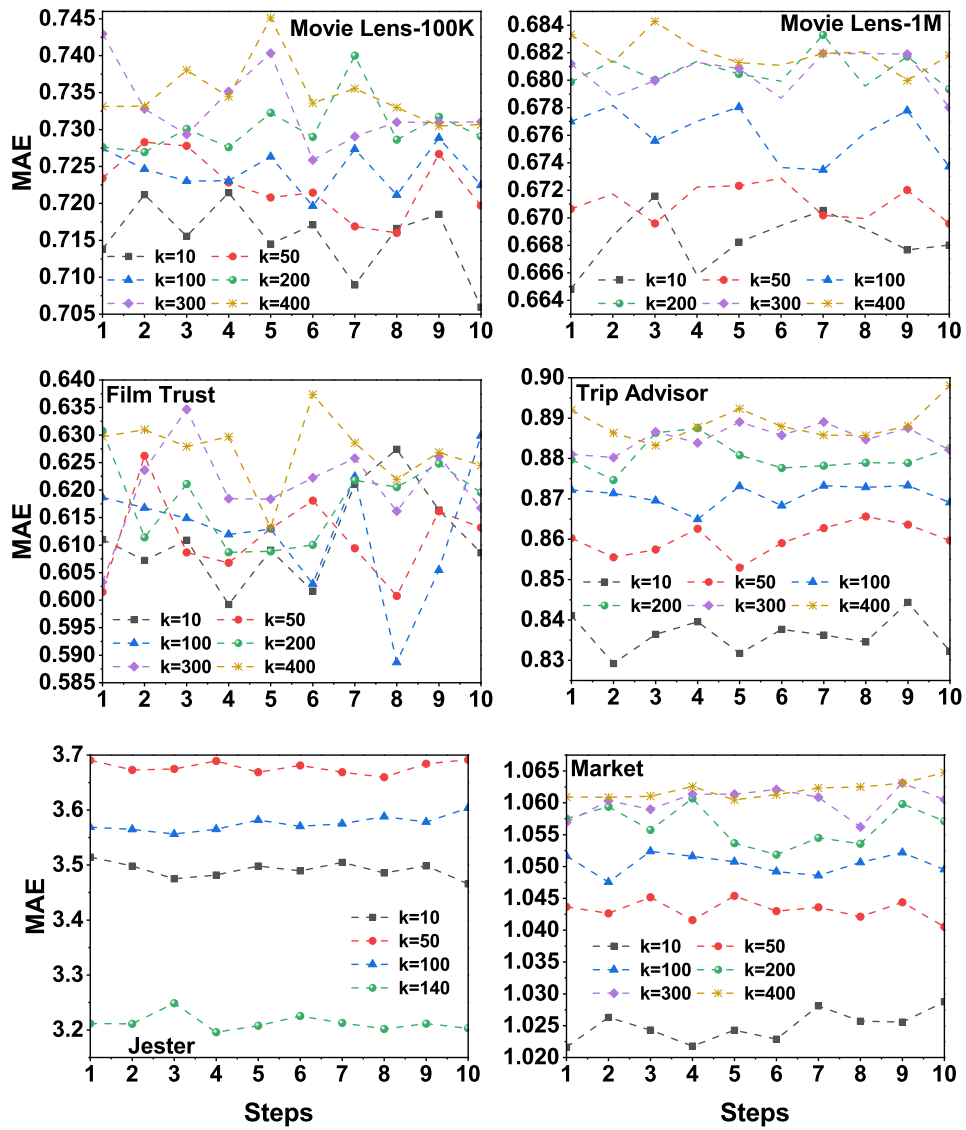 Movie Lens-100K
MAE
0.745
0.740
0.735
0.730
0.725
0.720
0.715
0.710
0.705
k=10 k=50
k=100 k=200
k=300 k=400
1 2 3 4 5 6 7 8 9 10
Movie Lens-1M
0.684
0.682
0.680
0.678
0.676
0.674
0.672
0.670
0.668
0.666
0.664
k=10 k=50 k=100
k=200 k=300 k=400
1 2 3 4 5 6 7 8 9 10
Film Trust
MAE
0.640
0.635
0.630
0.625
0.620
0.615
0.610
0.605
0.600
0.595
0.590
0.585
k=10 k=50
k=100 k=200
k=300 k=400
1 2 3 4 5 6 7 8 9 10
Trip Advisor
0.90
0.89
0.88
0.87
0.86
0.85
0.84
0.83
k=10 k=50 k=100
k=200 k=300 k=400
1 2 3 4 5 6 7 8 9 10
MAE
3.7
3.6
3.5
3.4
3.3
3.2
k=10
k=50
k=100
k=140
Jester
1 2 3 4 5 6 7 8 9 10
Steps
Market
1.065
1.060
1.055
1.050
1.045
1.040
1.035
1.030
1.025
1.020
k=10 k=50
k=100 k=200
k=300 k=400
1 2 3 4 5 6 7 8 9 10
Steps